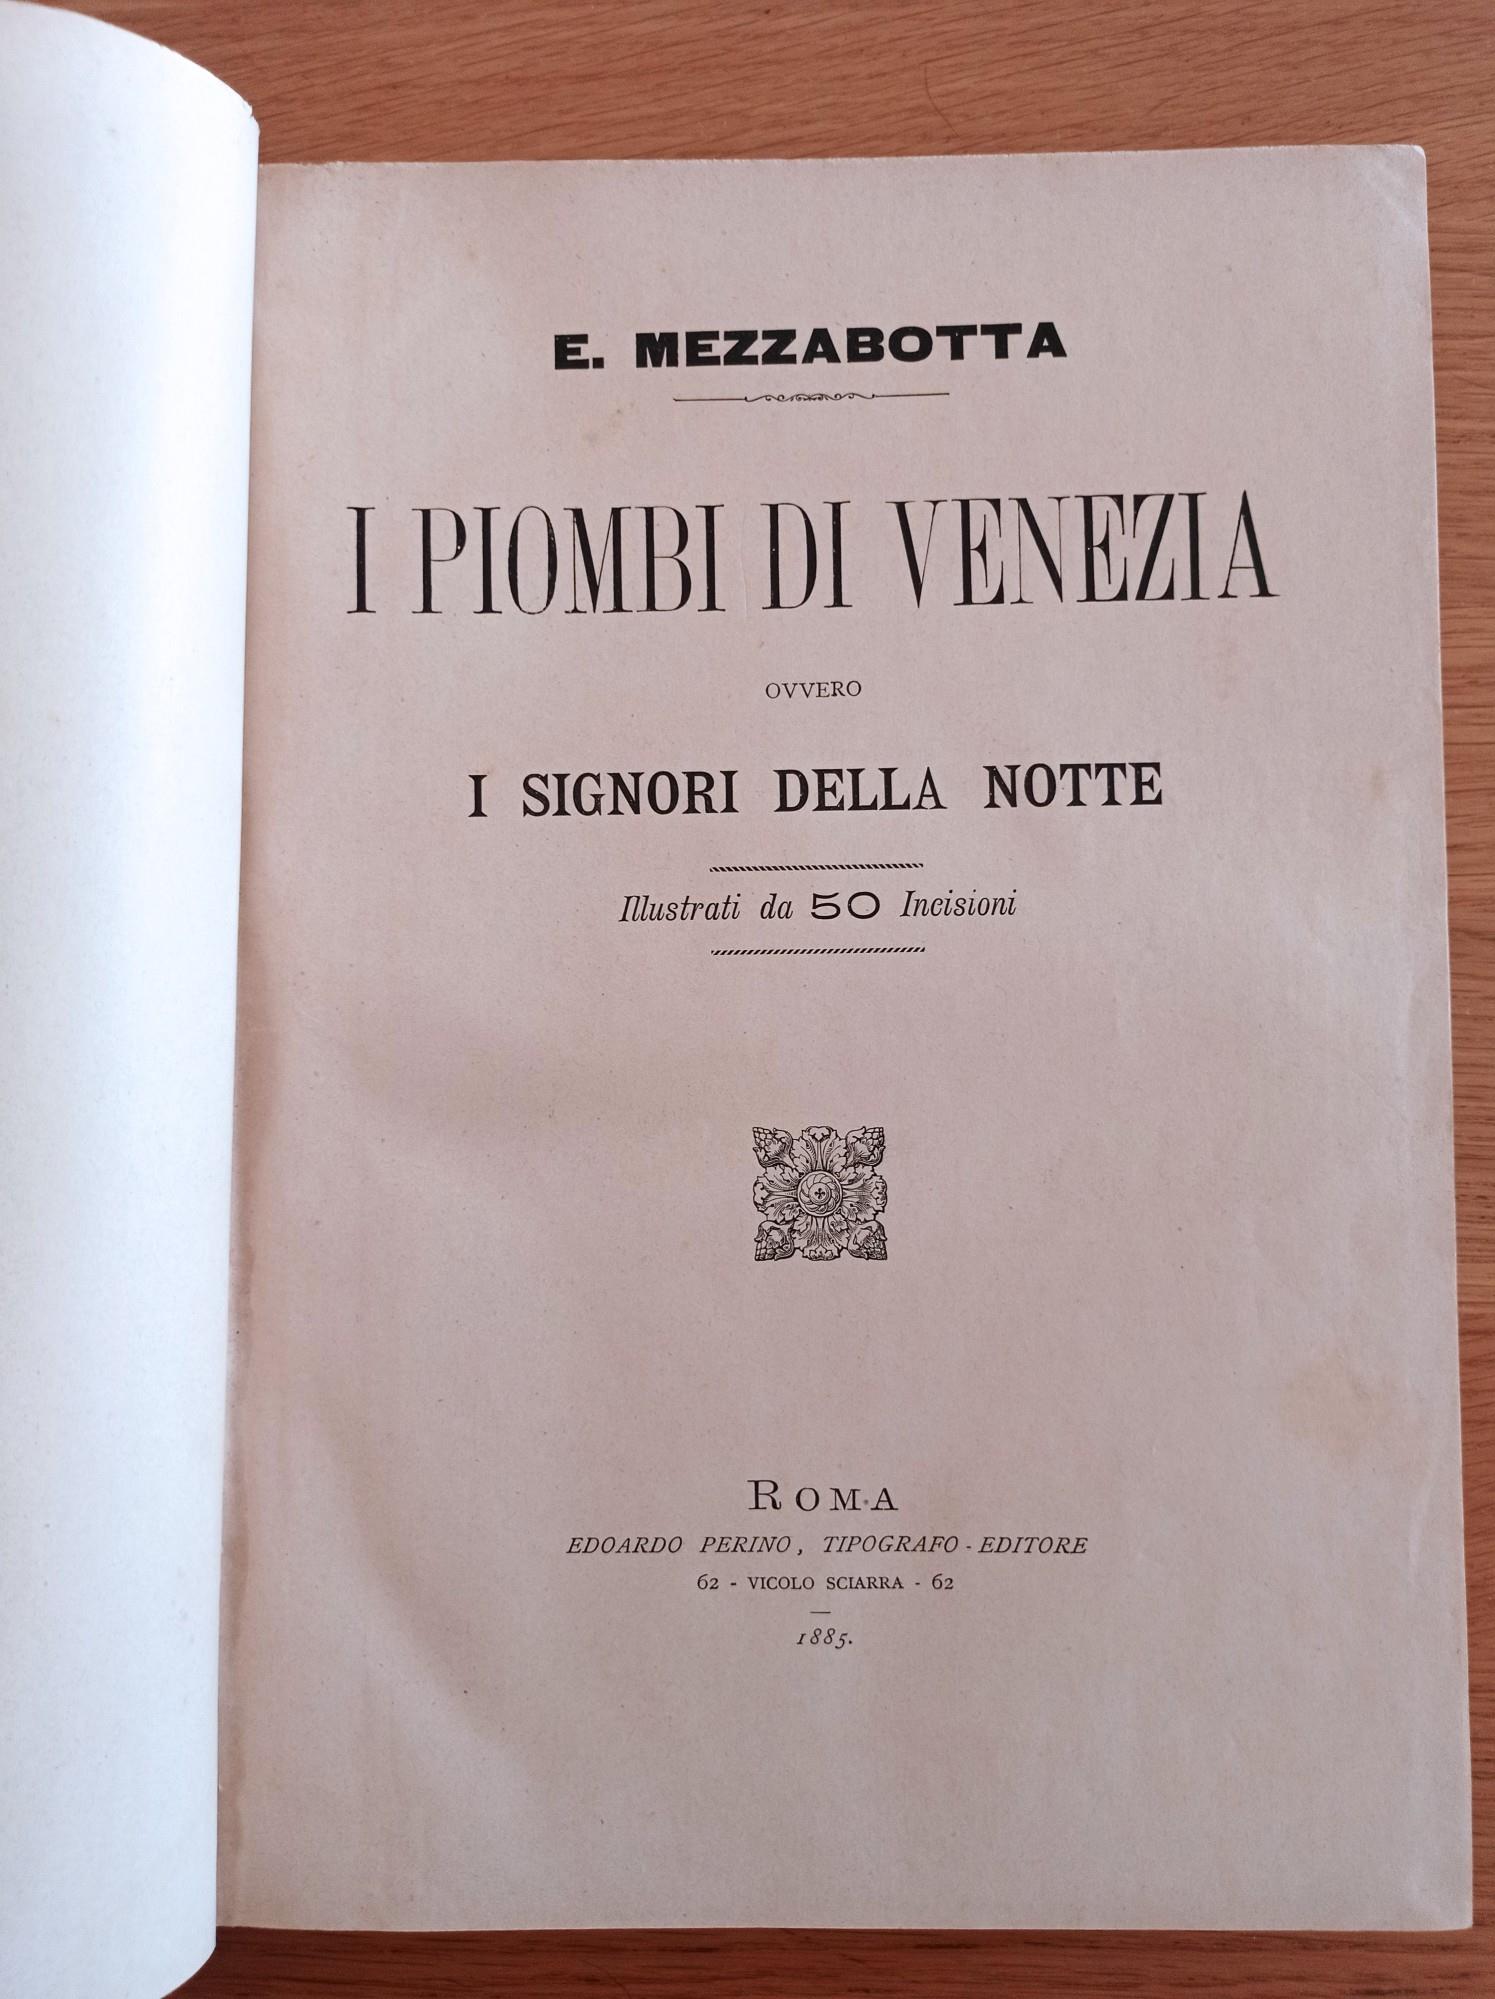 E. MEZZABOTTA
I PIOMBI DI VENEZIA
OVVERO
I SIGNORI DELLA NOTTE
Illustrati da 50 Incisioni
ROMA
EDOARDO PERINO, TIPOGRAFO-EDITORE
62 - VICOLO SCIARRA - 62
1885.